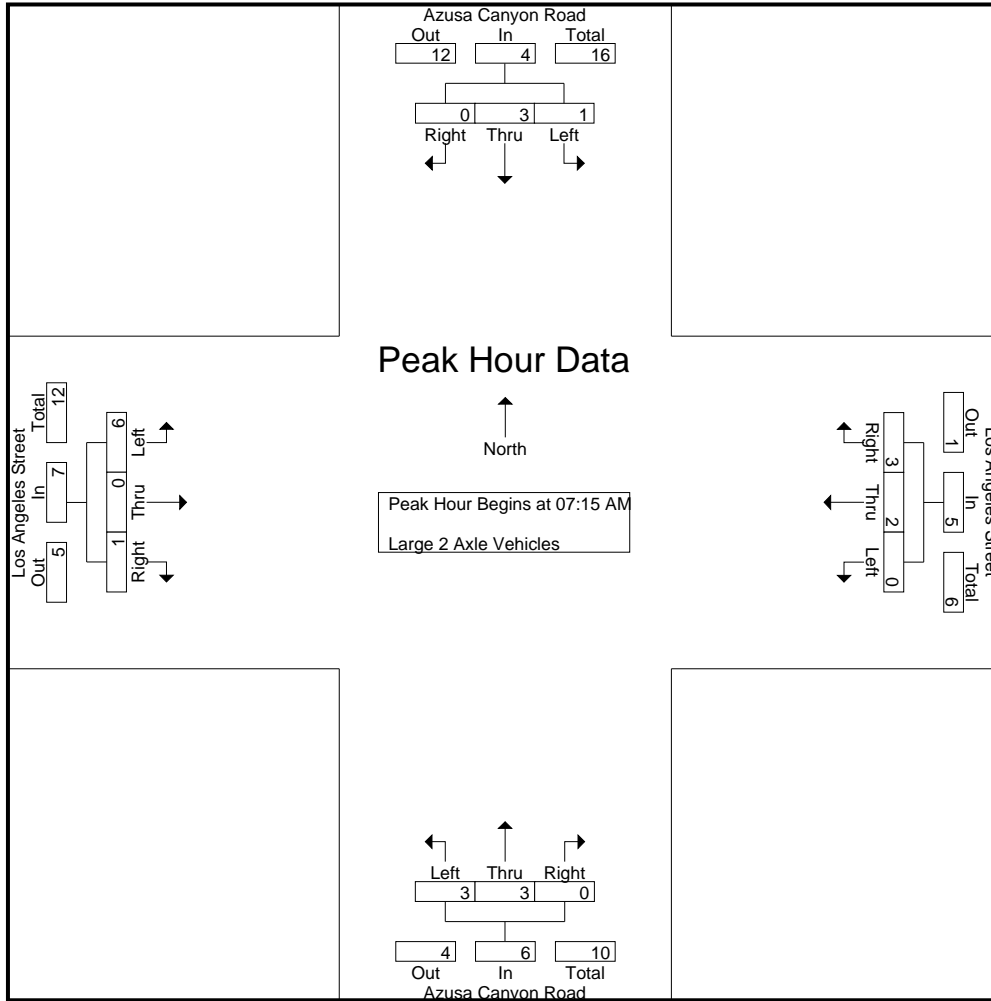 Azusa Canyon Road
Out In Total
12 4 16
0 3 1
Right Thru Left
Peak Hour Data
North
Peak Hour Begins at 07:15 AM
Large 2 Axle Vehicles
Los Angeles Street
Total In Out
12 7 5
6 0 1
Left Thru Right
Right Thru Left
3 2 0
1 5 6
Out In Total
Los Angeles Street
Left Thru Right
3 3 0
4 6 10
Out In Total
Azusa Canyon Road